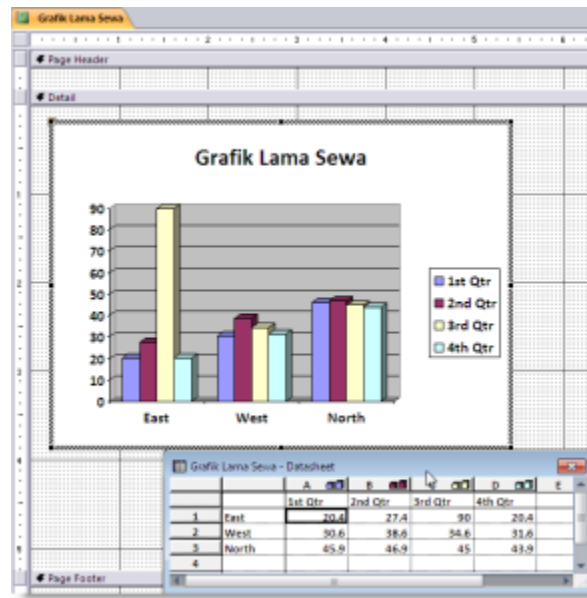 Grafik Lama Sewa
Page Header
Detail
Grafik Lama Sewa
90
80
70
60
50
40
30
20
10
0
East West North
1st Qtr
2nd Qtr
3rd Qtr
4th Qtr
Grafik Lama Sewa - Datasheet
A B D E
1st Qtr 2nd Qtr 3rd Qtr 4th Qtr
1 East 20.4 27.4 90 20.4
2 West 30.6 38.6 34.6 31.6
3 North 45.9 46.9 45 43.9
4
Page Footer